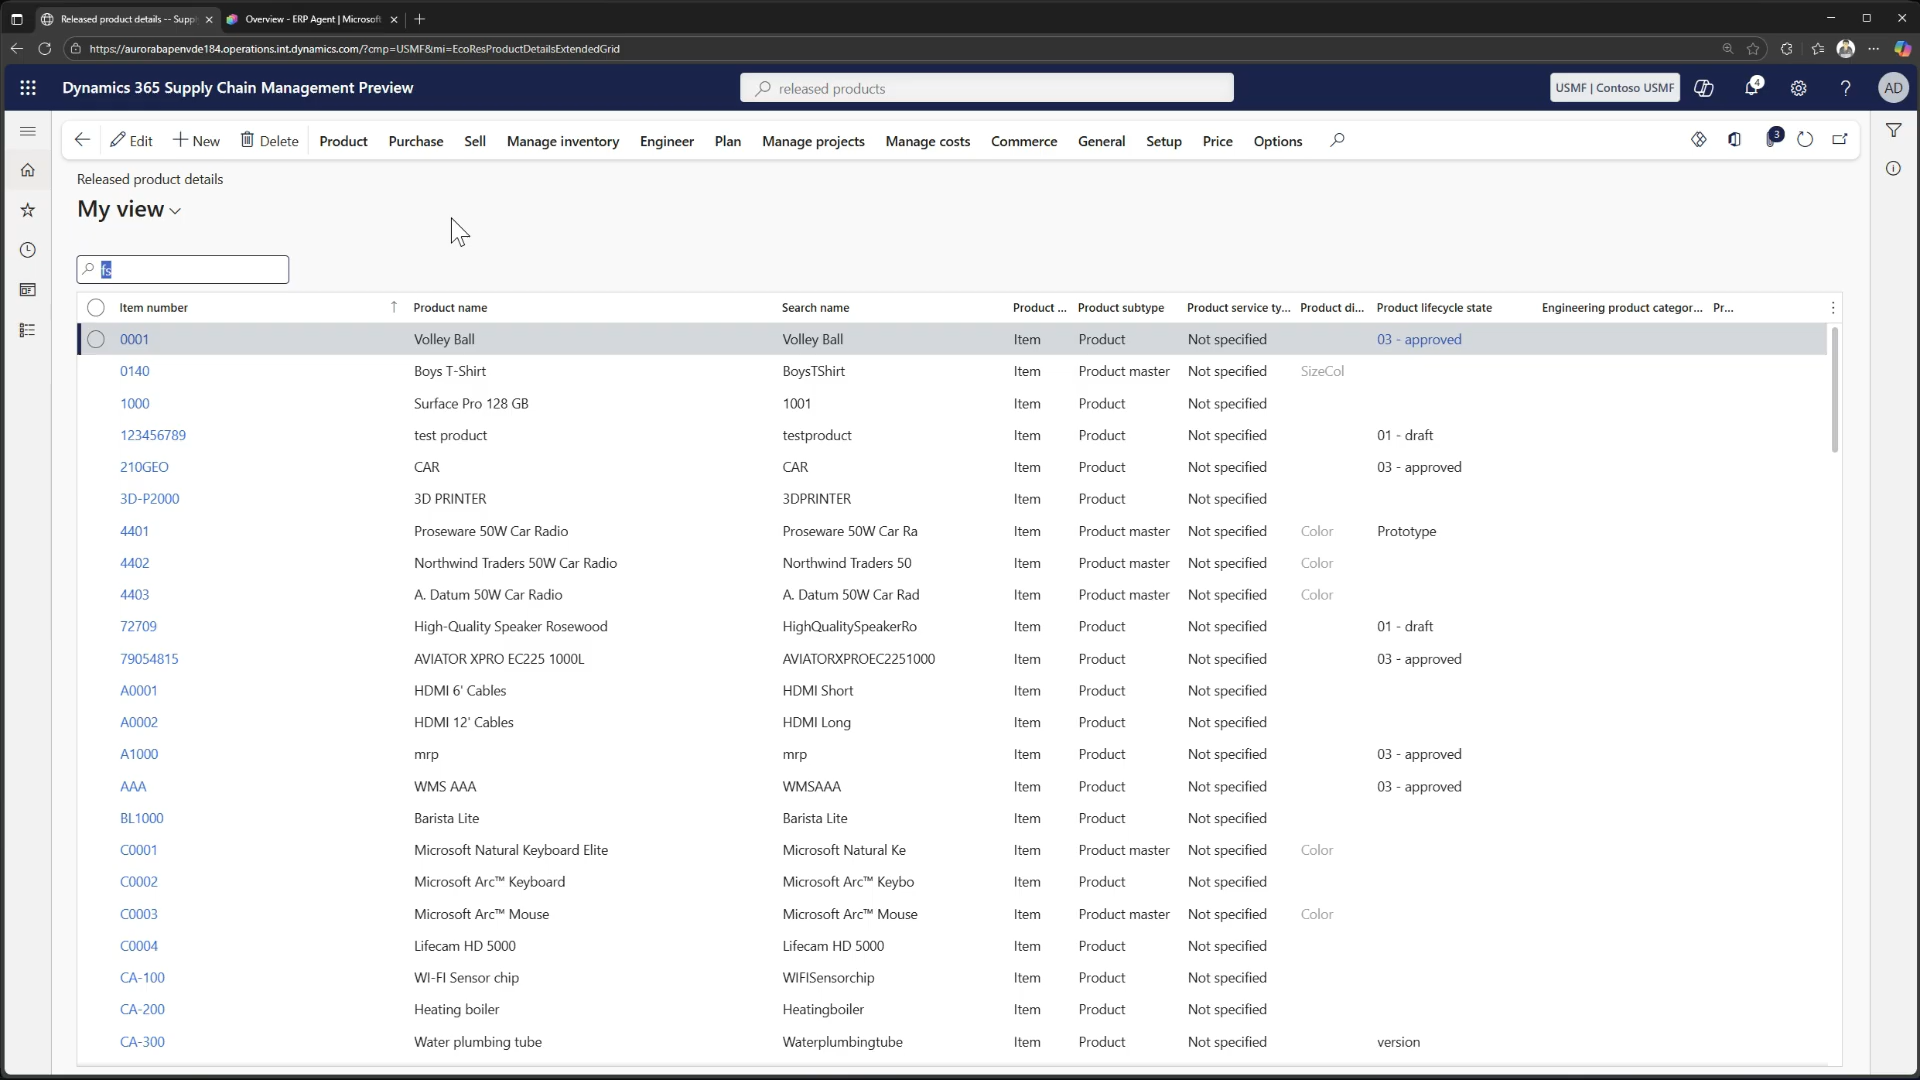 Released product details -- Supp
Overview - ERP Agent | Microsoft
https://aurorabapenvde184.operations.int.dynamics.com/?cmp=USMF&mi=EcoResProductDetailsExtendedGrid
Dynamics 365 Supply Chain Management Preview
released products
USMF | Contoso USMF
4
AD
Edit New Delete Product Purchase Sell Manage inventory Engineer Plan Manage projects Manage costs Commerce General Setup Price Options
3
Released product details
My view
fs
Item number Product name Search name Product ... Product subtype Product service ty... Product di... Product lifecycle state Engineering product categor... Pr...
0001 Volley Ball Volley Ball Item Product Not specified 03 - approved
0140 Boys T-Shirt BoysTShirt Item Product master Not specified SizeCol
1000 Surface Pro 128 GB 1001 Item Product Not specified
123456789 test product testproduct Item Product Not specified 01 - draft
210GEO CAR CAR Item Product Not specified 03 - approved
3D-P2000 3D PRINTER 3DPRINTER Item Product Not specified
4401 Proseware 50W Car Radio Proseware 50W Car Ra Item Product master Not specified Color Prototype
4402 Northwind Traders 50W Car Radio Northwind Traders 50 Item Product master Not specified Color
4403 A. Datum 50W Car Radio A. Datum 50W Car Rad Item Product master Not specified Color
72709 High-Quality Speaker Rosewood HighQualitySpeakerRo Item Product Not specified 01 - draft
79054815 AVIATOR XPRO EC225 1000L AVIATORXPROEC2251000 Item Product Not specified 03 - approved
A0001 HDMI 6' Cables HDMI Short Item Product Not specified
A0002 HDMI 12' Cables HDMI Long Item Product Not specified
A1000 mrp mrp Item Product Not specified 03 - approved
AAA WMS AAA WMSAAA Item Product Not specified 03 - approved
BL1000 Barista Lite Barista Lite Item Product Not specified
C0001 Microsoft Natural Keyboard Elite Microsoft Natural Ke Item Product master Not specified Color
C0002 Microsoft Arc™ Keyboard Microsoft Arc™ Keybo Item Product Not specified
C0003 Microsoft Arc™ Mouse Microsoft Arc™ Mouse Item Product master Not specified Color
C0004 Lifecam HD 5000 Lifecam HD 5000 Item Product Not specified
CA-100 WI-FI Sensor chip WIFISensorchip Item Product Not specified
CA-200 Heating boiler Heatingboiler Item Product Not specified
CA-300 Water plumbing tube Waterplumbingtube Item Product Not specified version